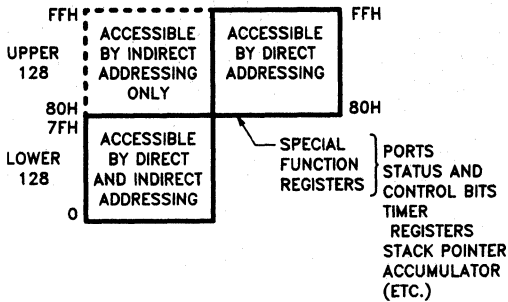 FFH
FFH
UPPER
128
ACCESSIBLE
BY INDIRECT
ADDRESSING
ONLY
ACCESSIBLE
BY DIRECT
ADDRESSING
80H
80H
7FH
LOWER
128
ACCESSIBLE
BY DIRECT
AND INDIRECT
ADDRESSING
0
SPECIAL
FUNCTION
REGISTERS
PORTS
STATUS AND
CONTROL BITS
TIMER
REGISTERS
STACK POINTER
ACCUMULATOR
(ETC.)